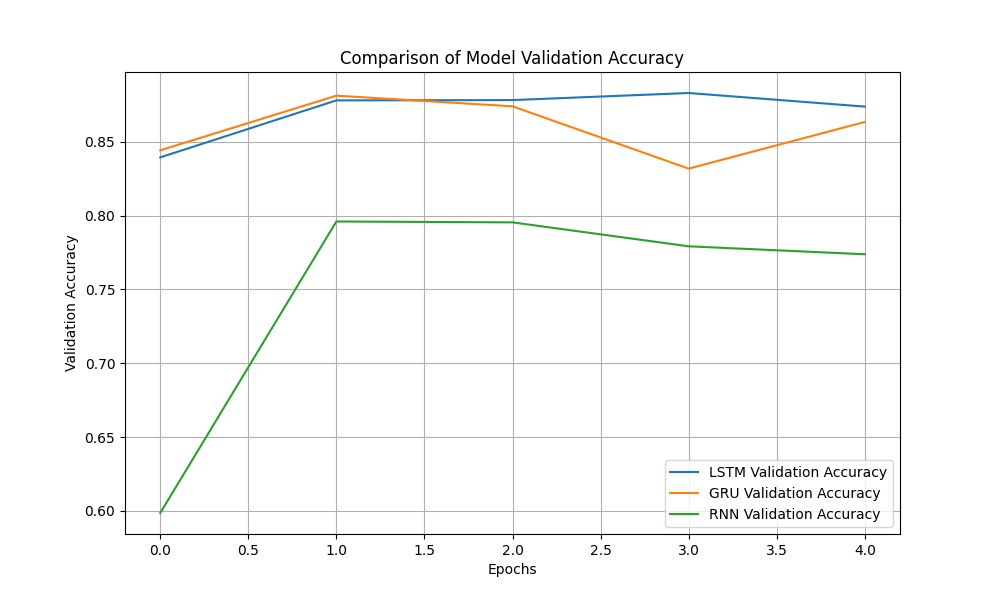 Comparison of Model Validation Accuracy
Validation Accuracy
0.85
0.80
0.75
0.70
0.65
0.60
LSTM Validation Accuracy
GRU Validation Accuracy
RNN Validation Accuracy
0.0 0.5 1.0 1.5 2.0 2.5 3.0 3.5 4.0
Epochs